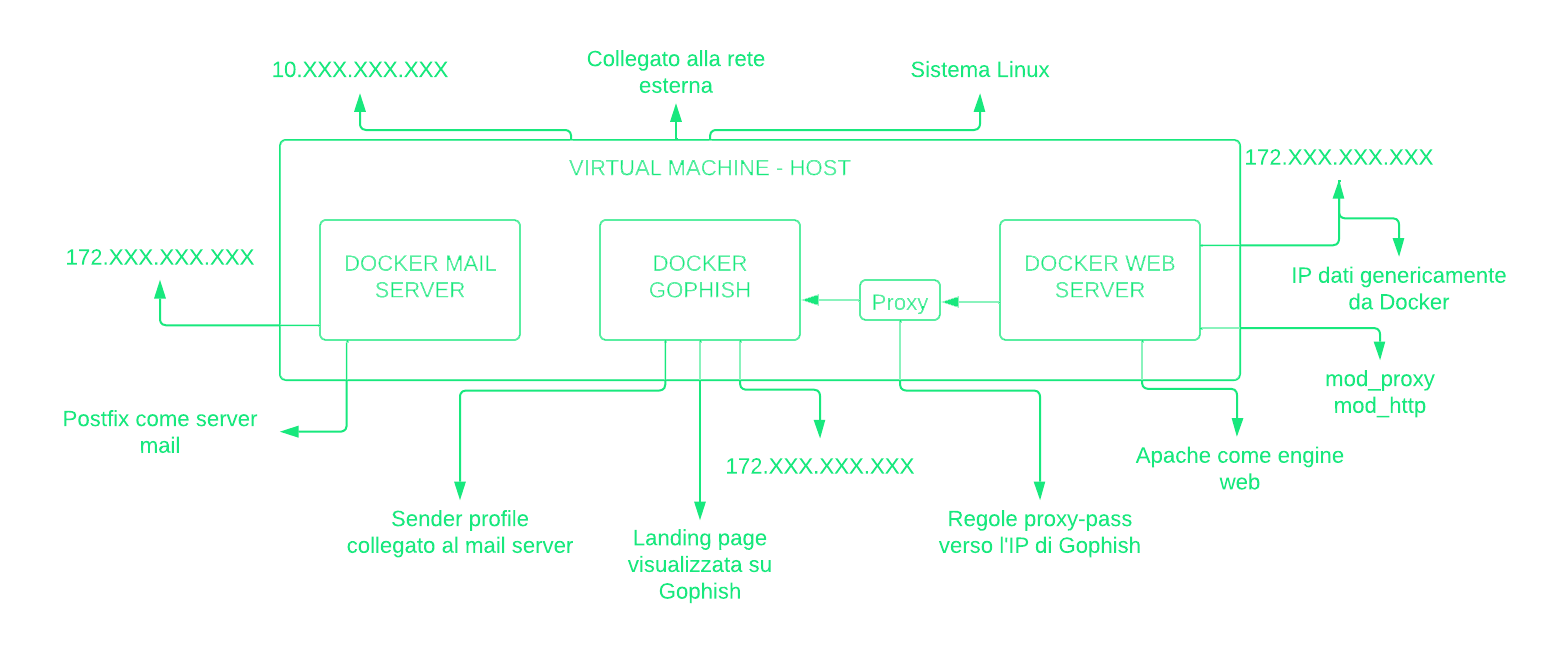 10.XXX.XXX.XXX
Collegato alla rete
esterna
Sistema Linux
VIRTUAL MACHINE - HOST
172.XXX.XXX.XXX
172.XXX.XXX.XXX
DOCKER MAIL
SERVER
DOCKER
GOPHISH
Proxy
DOCKER WEB
SERVER
IP dati genericamente
da Docker
mod_proxy
mod_http
Postfix come server
mail
172.XXX.XXX.XXX
Apache come engine
web
Sender profile
collegato al mail server
Landing page
visualizzata su
Gophish
Regole proxy-pass
verso l'IP di Gophish